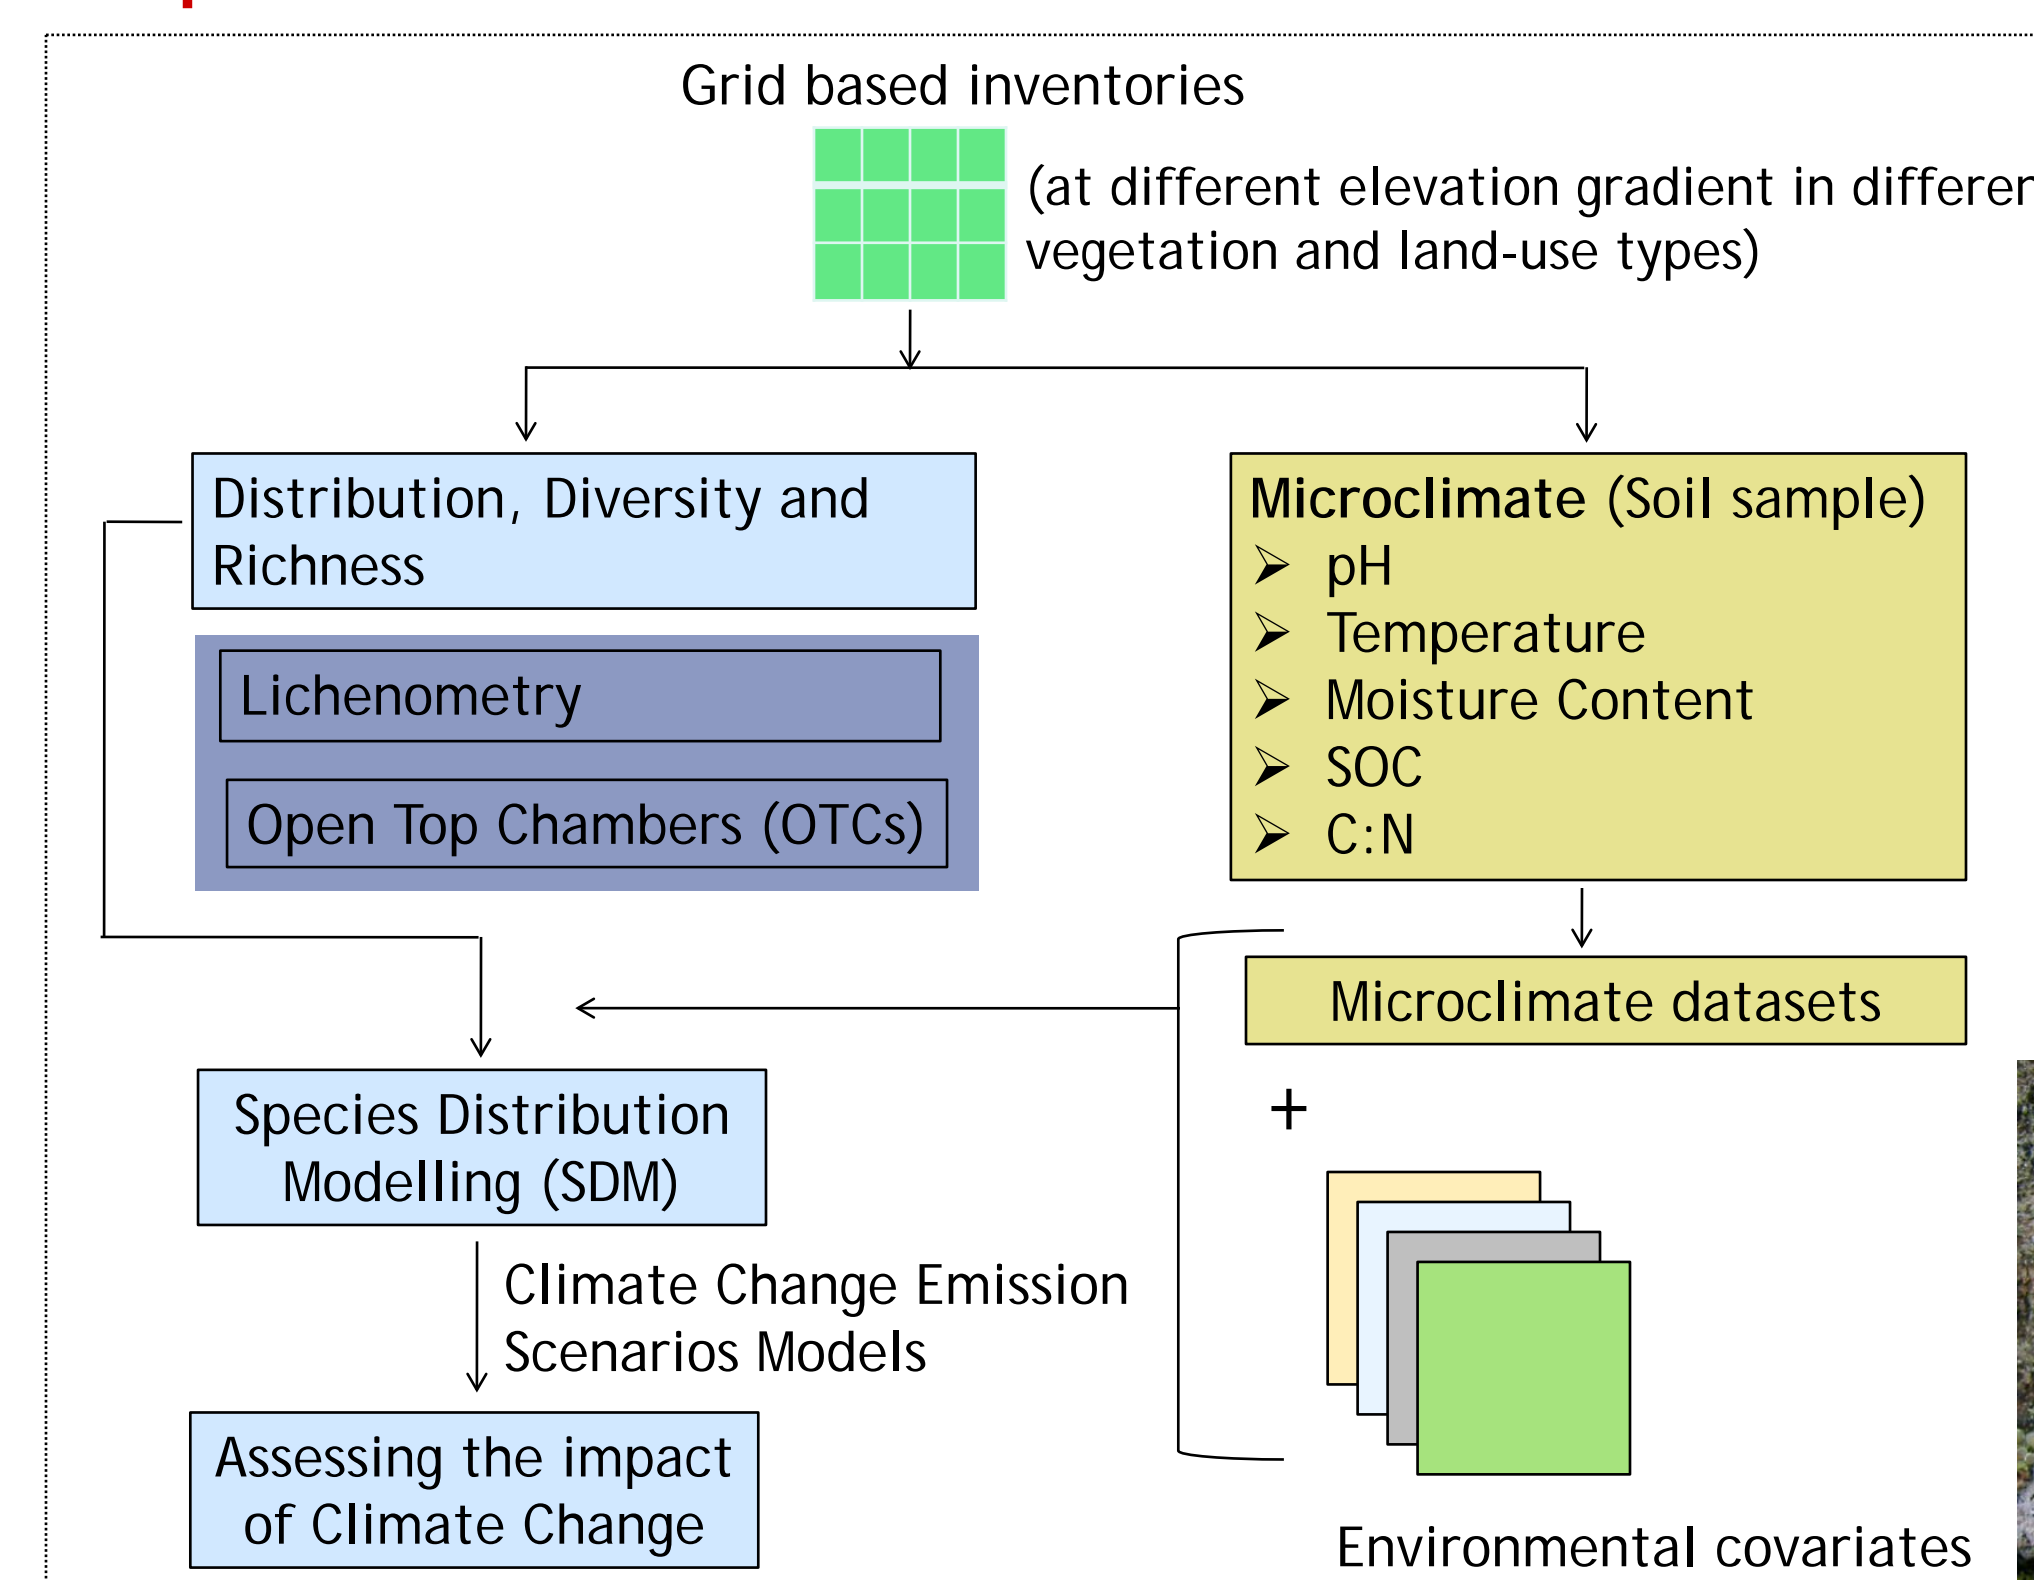 Grid based inventories
(at different elevation gradient in
vegetation and land-use types)
Distribution, Diversity and
Richness
Lichenometry
Open Top Chambers (OTCs)
Microclimate (Soil sample)
➢ pH
➢ Temperature
➢ Moisture Content
➢ SOC
➢ C:N
Microclimate datasets
+
Species Distribution
Modelling (SDM)
Climate Change Emission
Scenarios Models
Assessing the impact
of Climate Change
Environmental covariates